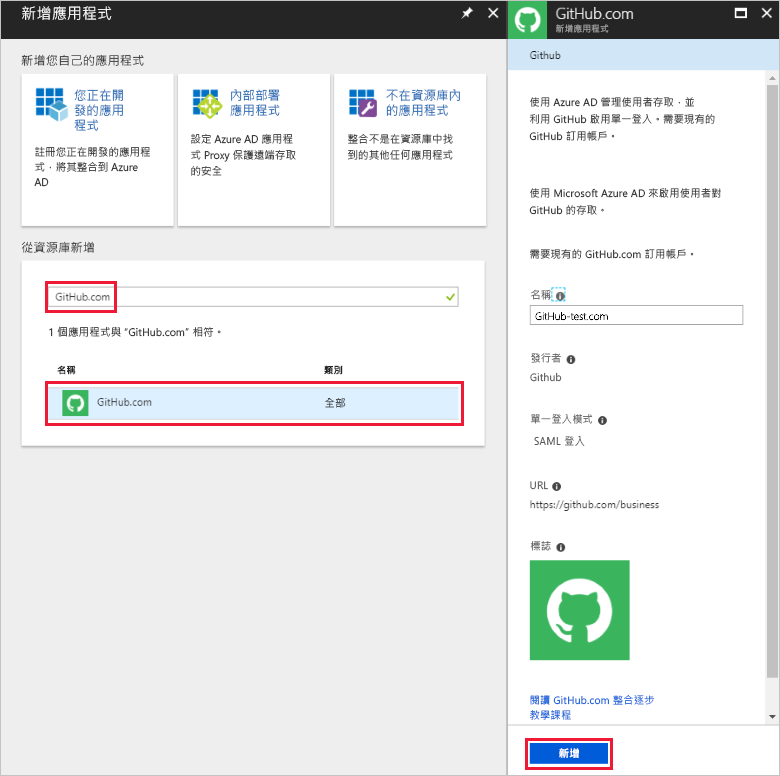 新增應用程式
新增您自己的應用程式
您正在開
發的應用
程式
註冊您正在開發的應用程
式，將其整合到 Azure
AD
內部部署
應用程式
設定 Azure AD 應用程
式 Proxy 保護遠端存取
的安全
不在資源庫內
的應用程式
整合不是在資源庫中找
到的其他任何應用程式
從資源庫新增
GitHub.com
1 個應用程式與 "GitHub.com" 相符。
名稱 類別
GitHub.com 全部
GitHub.com
新增應用程式
Github
使用 Azure AD 管理使用者存取，並
利用 GitHub 啟用單一登入。需要現有的
GitHub 訂用帳戶。
使用 Microsoft Azure AD 來啟用使用者對
GitHub 的存取。
需要現有的 GitHub.com 訂用帳戶。
名稱
GitHub-test.com
發行者
Github
單一登入模式
SAML 登入
URL
https://github.com/business
標誌
閱讀 GitHub.com 整合逐步
教學課程
新增